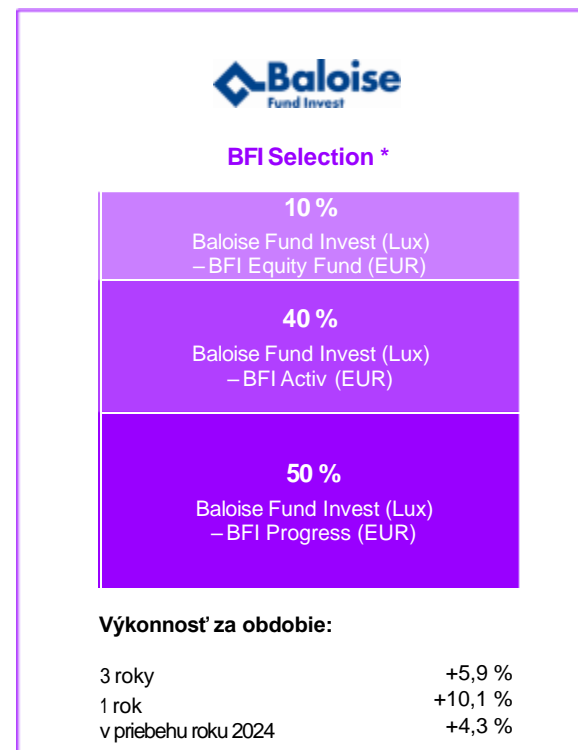 Baloise
Fund Invest
BFI Selection *
10 %
Baloise Fund Invest (Lux)
– BFI Equity Fund (EUR)
40 %
Baloise Fund Invest (Lux)
– BFI Activ (EUR)
50 %
Baloise Fund Invest (Lux)
– BFI Progress (EUR)
Výkonnosť za obdobie:
3 roky +5,9 %
1 rok +10,1 %
v priebehu roku 2024 +4,3 %